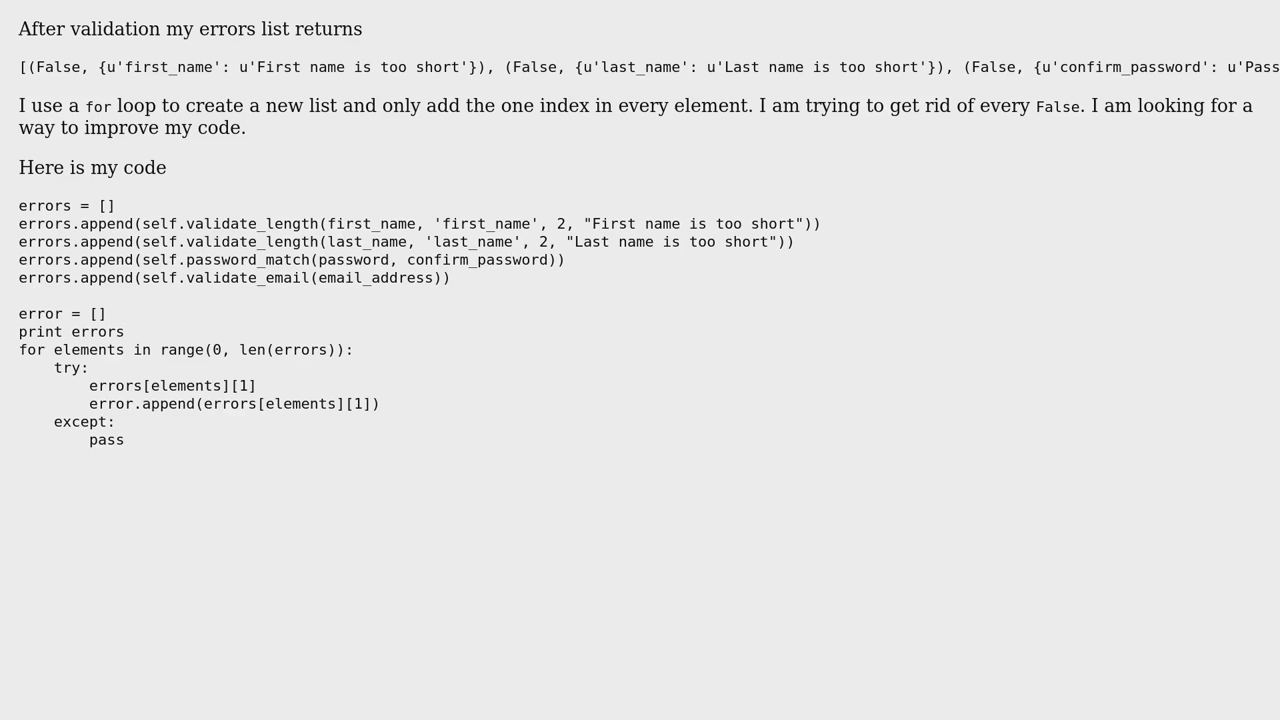 After validation my errors list returns
[(False, {u'first_name': u'First name is too short'}), (False, {u'last_name': u'Last name is too short'}), (False, {u'confirm_password': u'Pass
I use a for loop to create a new list and only add the one index in every element. I am trying to get rid of every False. I am looking for a
way to improve my code.
Here is my code
errors = []
errors.append(self.validate_length(first_name, 'first_name', 2, "First name is too short"))
errors.append(self.validate_length(last_name, 'last_name', 2, "Last name is too short"))
errors.append(self.password_match(password, confirm_password))
errors.append(self.validate_email(email_address))
error = []
print errors
for elements in range(0, len(errors)):
    try:
        errors[elements][1]
        error.append(errors[elements][1])
    except:
        pass